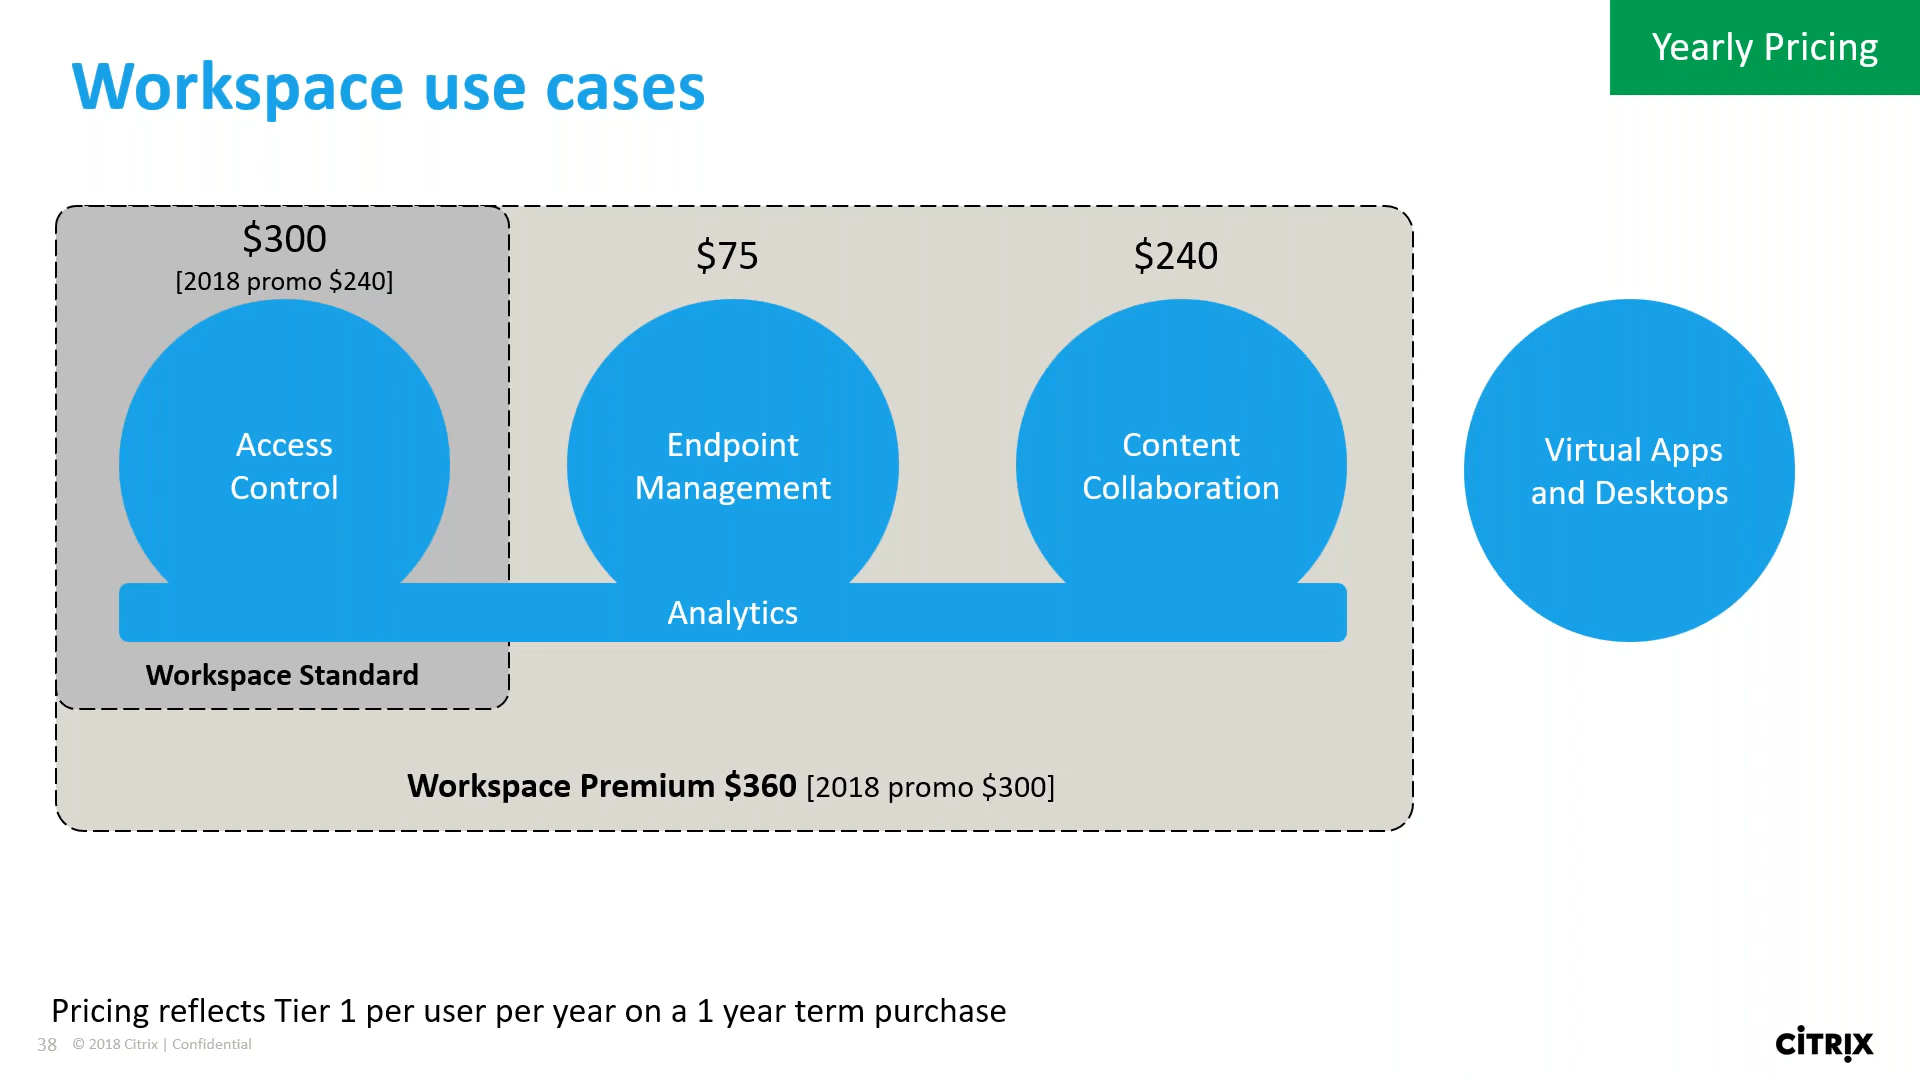 Yearly Pricing
Workspace use cases
$300
[2018 promo $240]
$75
$240
Access
Control
Endpoint
Management
Content
Collaboration
Virtual Apps
and Desktops
Analytics
Workspace Standard
Workspace Premium $360 [2018 promo $300]
Pricing reflects Tier 1 per user per year on a 1 year term purchase
38 © 2018 Citrix | Confidential
CITRIX